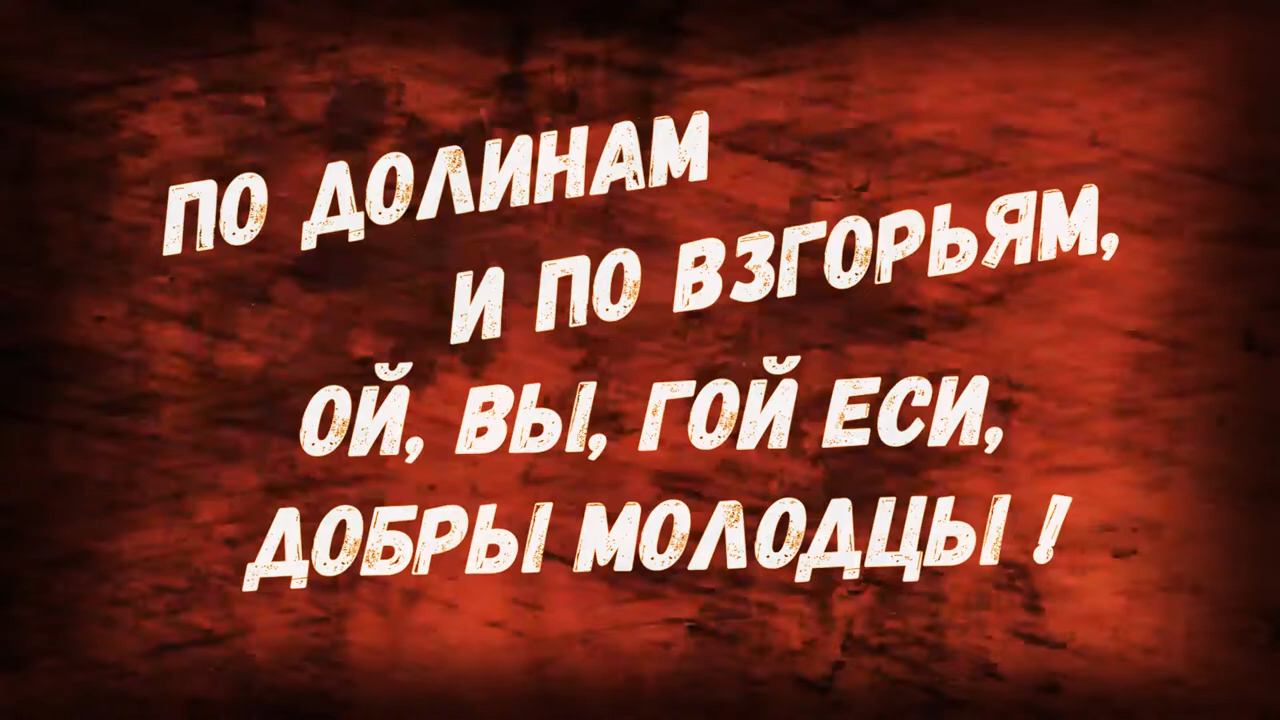 ПО ДОЛИНАМ
И ПО ВЗГОРЬЯМ,
ОЙ, ВЫ, ГОЙ ЕСИ,
ДОБРЫ МОЛОДЦЫ !